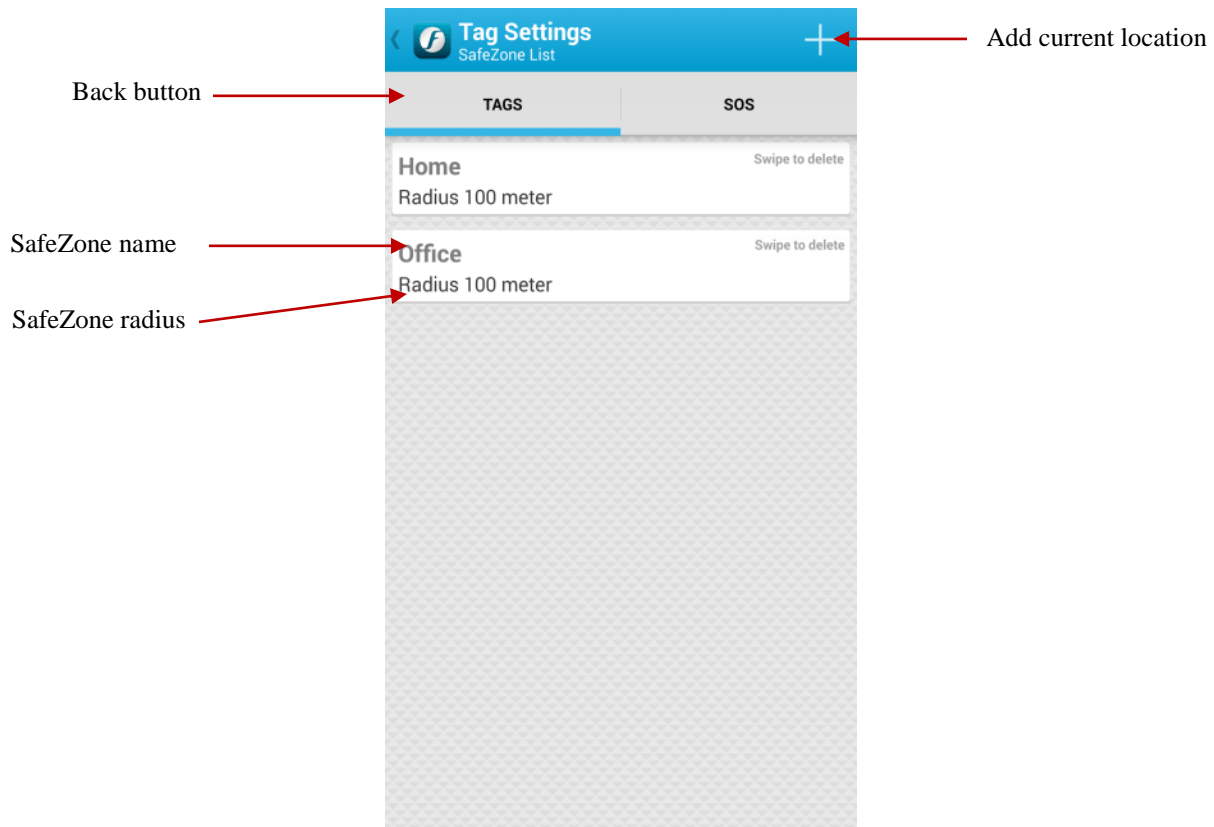 Tag Settings
SafeZone List
Add current location
Back button
TAGS
SOS
Home
Swipe to delete
Radius 100 meter
SafeZone name
Office
Swipe to delete
Radius 100 meter
SafeZone radius